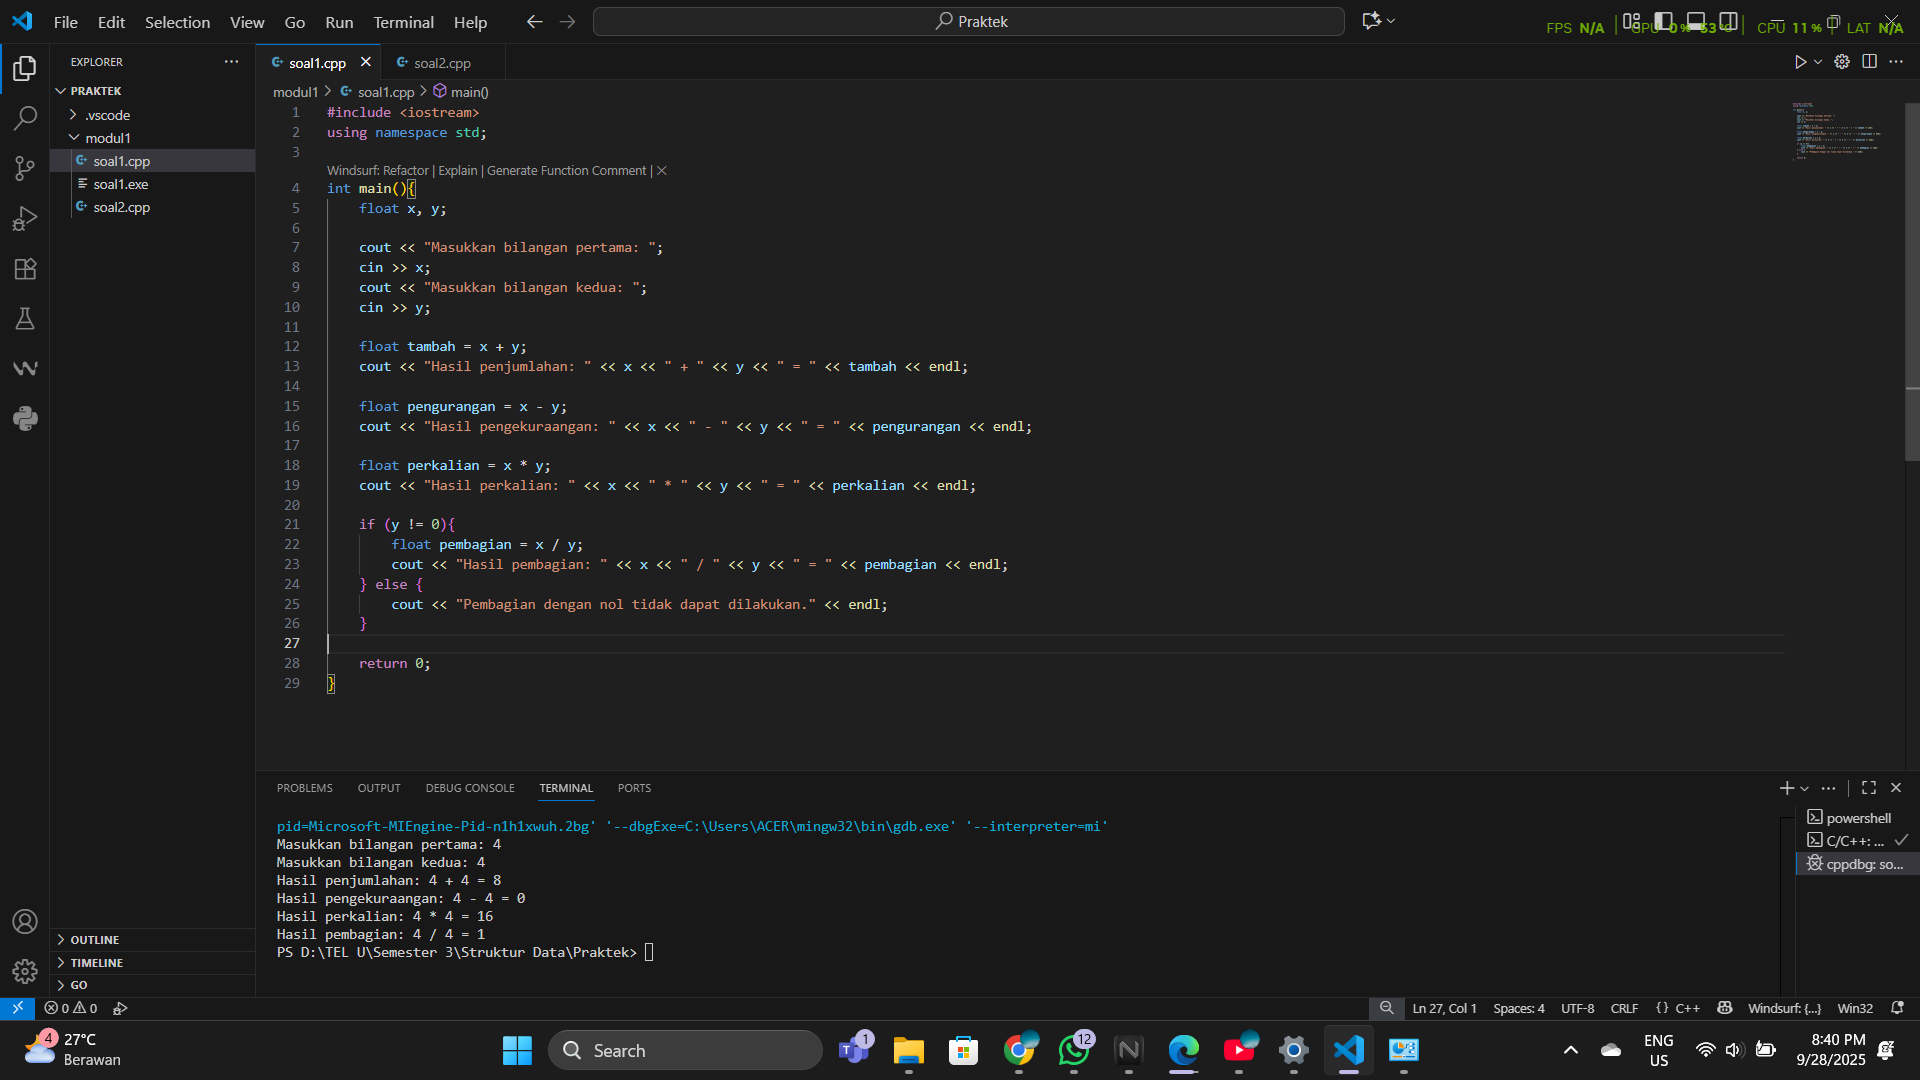 File Edit Selection View Go Run Terminal Help
Praktek
FPS N/A GPU 0% 53°C CPU 11% LAT N/A
EXPLORER
soal1.cpp
soal2.cpp
PRAKTEK
modul1 > soal1.cpp > main()
.vscode
modul1
soal1.cpp
soal1.exe
soal2.cpp
1 #include <iostream>
2 using namespace std;
3
Windsurf: Refactor | Explain | Generate Function Comment | X
4 int main(){
5 float x, y;
6
7 cout << "Masukkan bilangan pertama: ";
8 cin >> x;
9 cout << "Masukkan bilangan kedua: ";
10 cin >> y;
11
12 float tambah = x + y;
13 cout << "Hasil penjumlahan: " << x << " + " << y << " = " << tambah << endl;
14
15 float pengurangan = x - y;
16 cout << "Hasil pengekuraangan: " << x << " - " << y << " = " << pengurangan << endl;
17
18 float perkalian = x * y;
19 cout << "Hasil perkalian: " << x << " * " << y << " = " << perkalian << endl;
20
21 if (y != 0){
22 float pembagian = x / y;
23 cout << "Hasil pembagian: " << x << " / " << y << " = " << pembagian << endl;
24 } else {
25 cout << "Pembagian dengan nol tidak dapat dilakukan." << endl;
26 }
27
28 return 0;
29 }
PROBLEMS OUTPUT DEBUG CONSOLE TERMINAL PORTS
pid=Microsoft-MIEngine-Pid-n1h1xwuh.2bg' '--dbgExe=C:\Users\ACER\mingw32\bin\gdb.exe' '--interpreter=mi'
Masukkan bilangan pertama: 4
Masukkan bilangan kedua: 4
Hasil penjumlahan: 4 + 4 = 8
Hasil pengekuraangan: 4 - 4 = 0
Hasil perkalian: 4 * 4 = 16
Hasil pembagian: 4 / 4 = 1
PS D:\TEL U\Semester 3\Struktur Data\Praktek>
powershell
C/C++: ...
cppdbg: so...
OUTLINE
TIMELINE
GO
0 0
Ln 27, Col 1 Spaces: 4 UTF-8 CRLF {} C++ Windsurf: {...} Win32
4
27°C
Berawan
Search
1
12
ENG
US
8:40 PM
9/28/2025